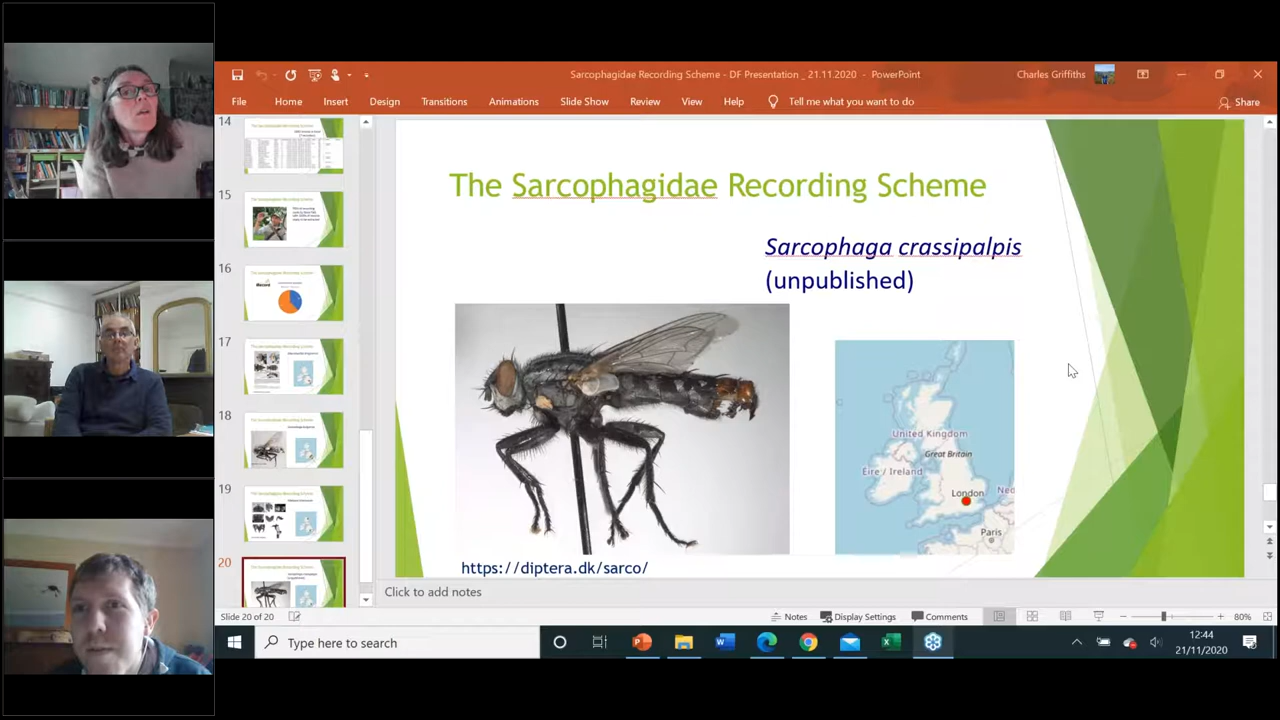 Sarcophagidae Recording Scheme - DF Presentation _ 21.11.2020 - PowerPoint
Charles Griffiths
File Home Insert Design Transitions Animations Slide Show Review View Help Tell me what you want to do Share
14
15
16
17
18
19
20
The Sarcophagidae Recording Scheme
Sarcophaga crassipalpis
(unpublished)
United Kingdom
Great Britain
Éire / Ireland
London
Paris
https://diptera.dk/sarco/
Click to add notes
Slide 20 of 20 Notes Display Settings Comments 80%
Type here to search
12:44
21/11/2020